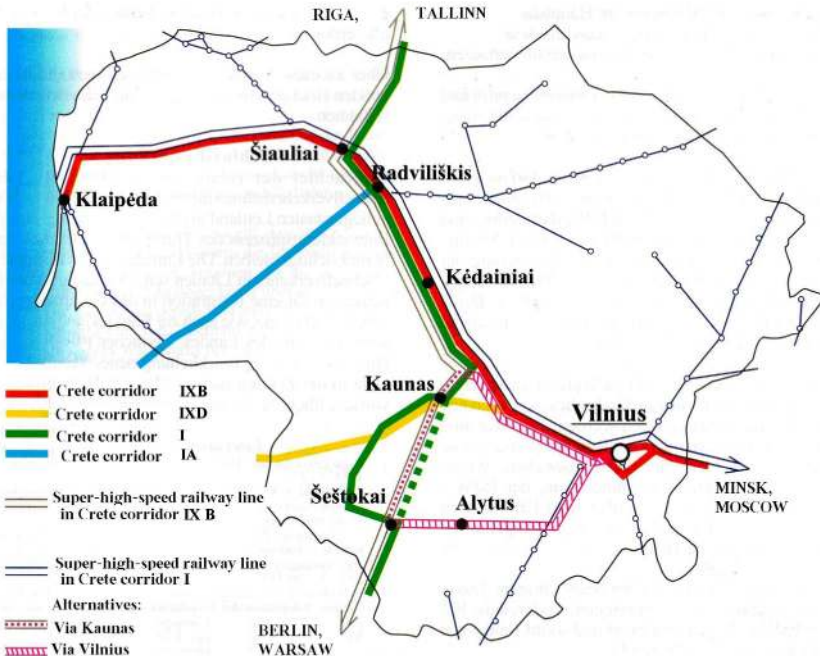 RIGA, TALLINN
Šiauliai
Radviliškis
Klaipėda
Kėdainiai
Kaunas
Vilnius
Crete corridor IXB
Crete corridor IXD
Crete corridor I
Crete corridor IA
MINSK,
MOSCOW
Šeštokai
Alytus
Super-high-speed railway line
in Crete corridor IX B
Super-high-speed railway line
in Crete corridor I
Alternatives:
Via Kaunas
Via Vilnius
BERLIN,
WARSAW